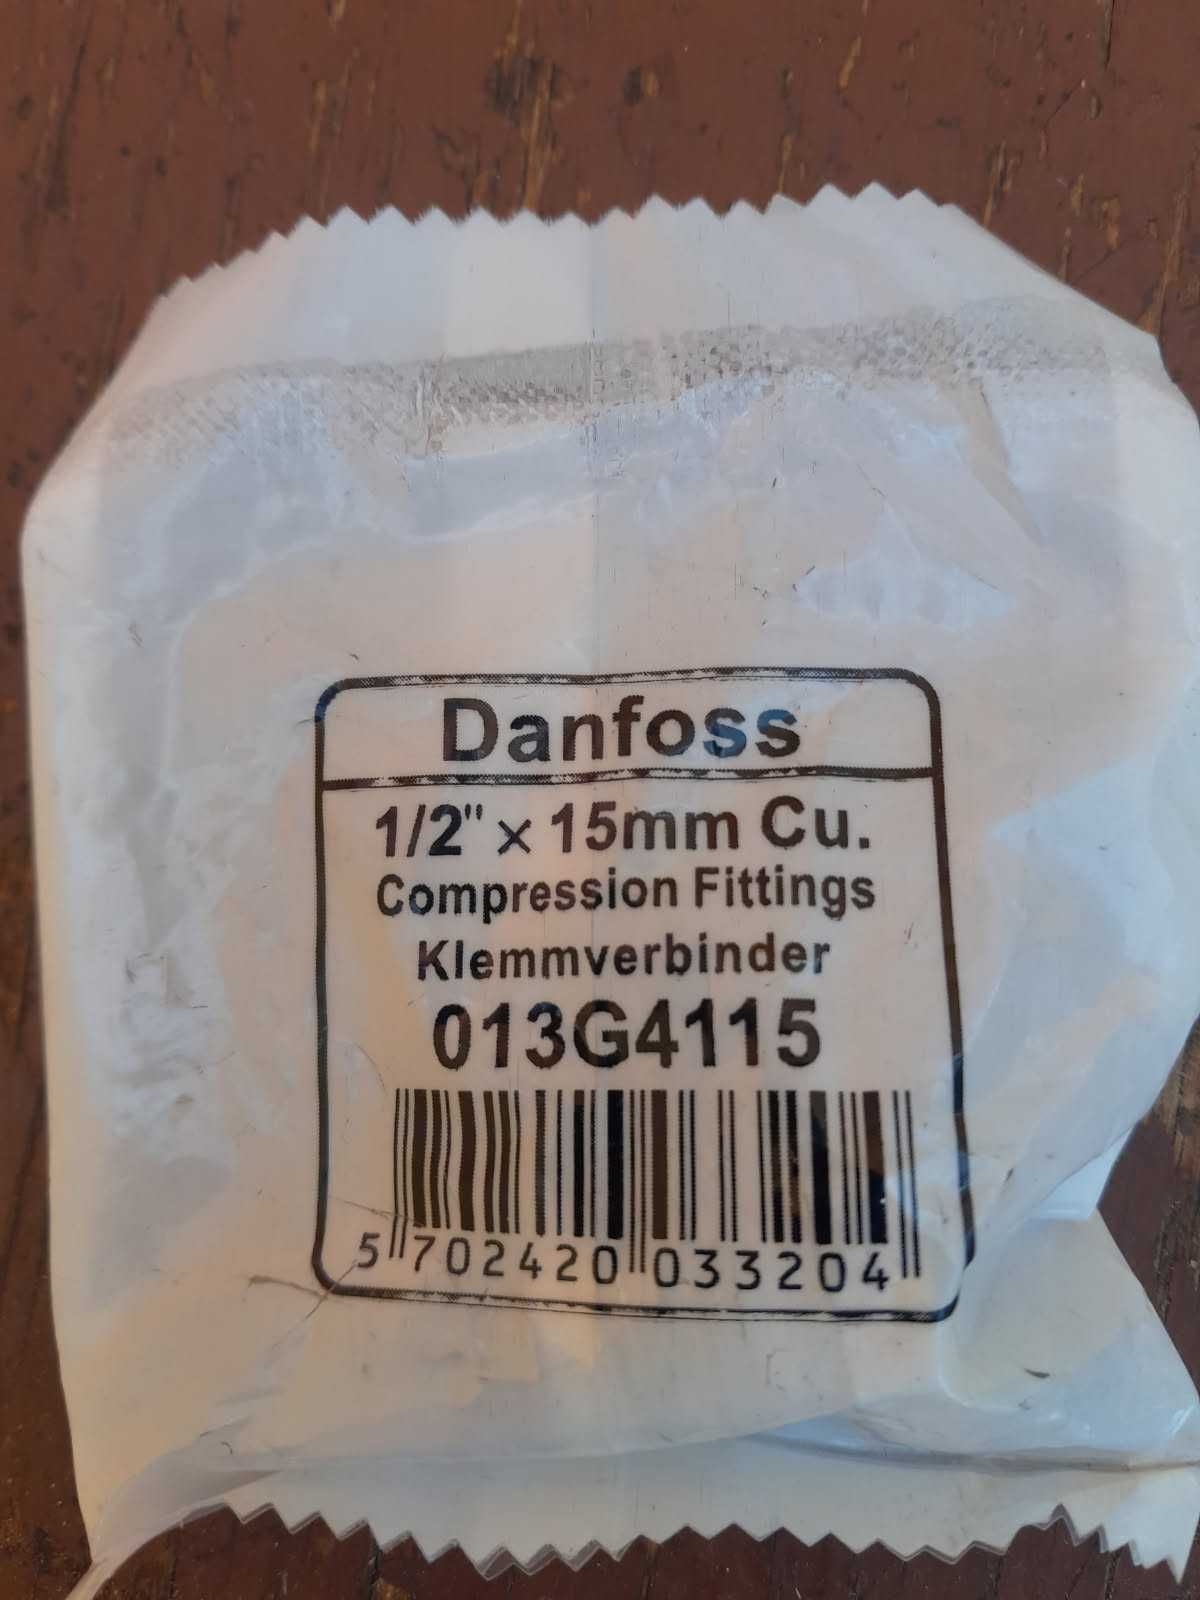 Danfoss
1/2" x 15mm Cu.
Compression Fittings
Klemmverbinder
013G4115
5 702420 033204